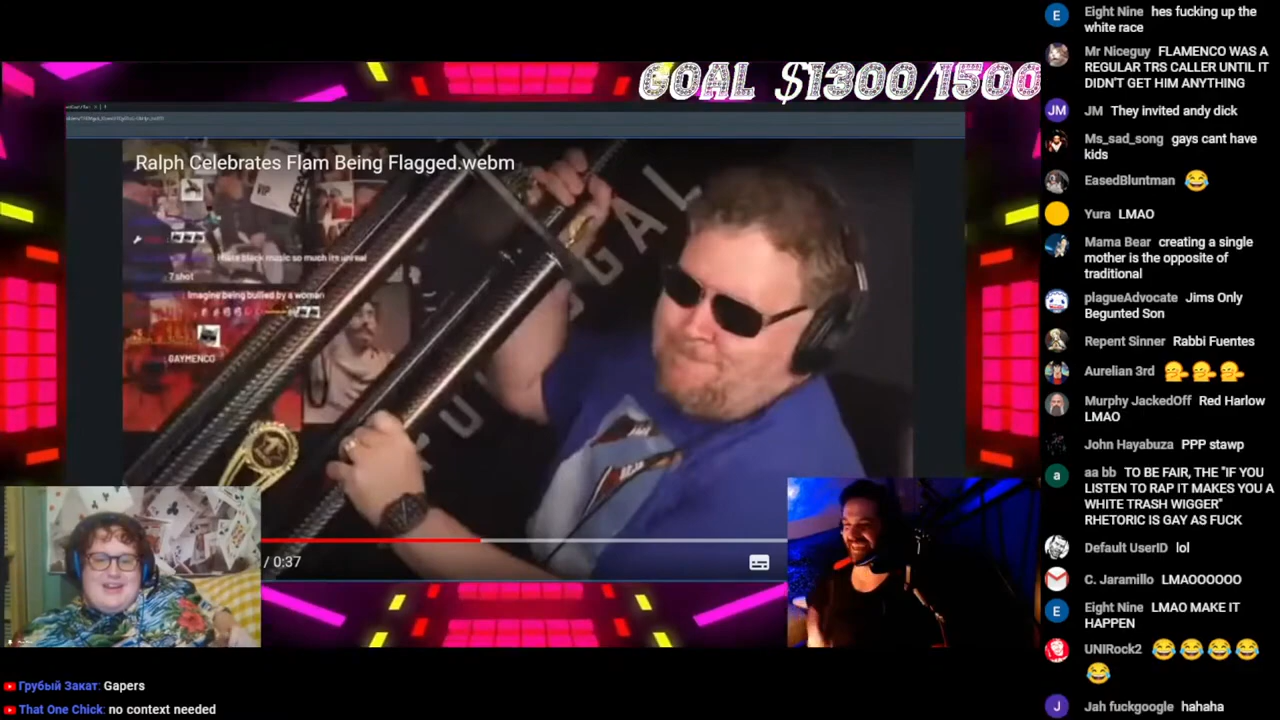 GOAL $1300/1500
Ralph Celebrates Flam Being Flagged.webm
VIP
I hate black music so much its unreal
7 shot
Imagine being bullied by a woman
GAYMENCO
GAL
/ 0:37
Грубый Закат: Gapers
That One Chick: no context needed
Eight Nine hes fucking up the
white race
Mr Niceguy FLAMENCO WAS A
REGULAR TRS CALLER UNTIL IT
DIDN'T GET HIM ANYTHING
JM They invited andy dick
Ms_sad_song gays cant have
kids
EasedBluntman 😂
Yura LMAO
Mama Bear creating a single
mother is the opposite of
traditional
plagueAdvocate Jims Only
Begunted Son
Repent Sinner Rabbi Fuentes
Aurelian 3rd
Murphy JackedOff Red Harlow
LMAO
John Hayabuza PPP stawp
aa bb TO BE FAIR, THE "IF YOU
LISTEN TO RAP IT MAKES YOU A
WHITE TRASH WIGGER"
RHETORIC IS GAY AS FUCK
Default UserID lol
C. Jaramillo LMAOOOOOO
Eight Nine LMAO MAKE IT
HAPPEN
UNIRock2 😂😂😂😂
😂
Jah fuckgoogle hahaha